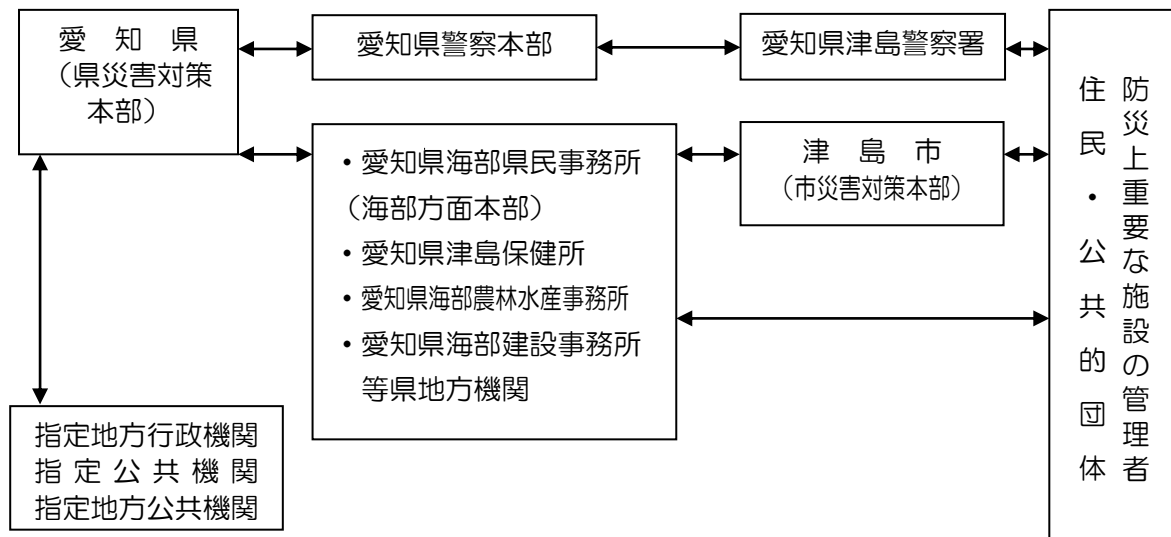 愛知県
（県災害対策
本部）
愛知県警察本部
愛知県津島警察署
・愛知県海部県民事務所
（海部方面本部）
・愛知県津島保健所
・愛知県海部農林水産事務所
・愛知県海部建設事務所
等県地方機関
津島市
（市災害対策本部）
防災上重要な施設の管理者
住民・公共的団体
指定地方行政機関
指定公共機関
指定地方公共機関